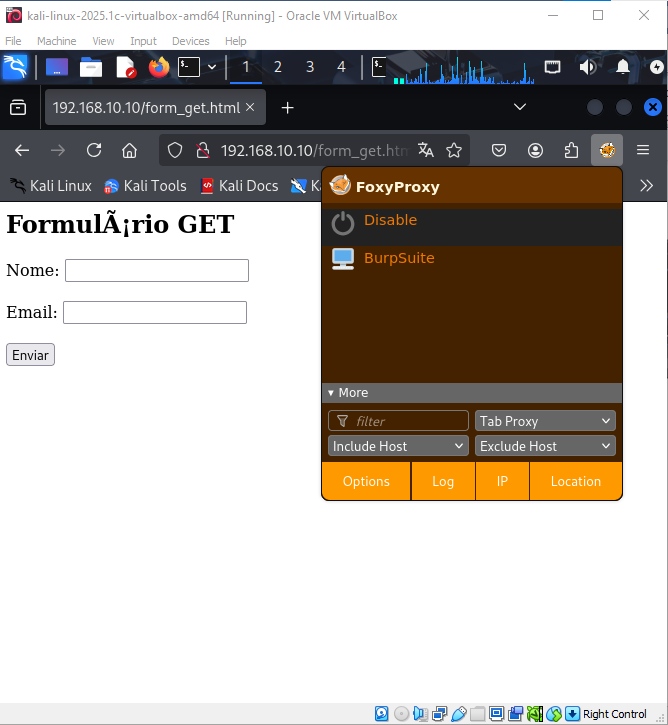 kali-linux-2025.1c-virtualbox-amd64 [Running] - Oracle VM VirtualBox
File Machine View Input Devices Help
1 2 3 4
192.168.10.10/form_get.html
192.168.10.10/form_get.htm
Kali Linux Kali Tools Kali Docs
FormulÃ¡rio GET
Nome:
Email:
Enviar
FoxyProxy
Disable
BurpSuite
More
filter Tab Proxy
Include Host Exclude Host
Options Log IP Location
Right Control